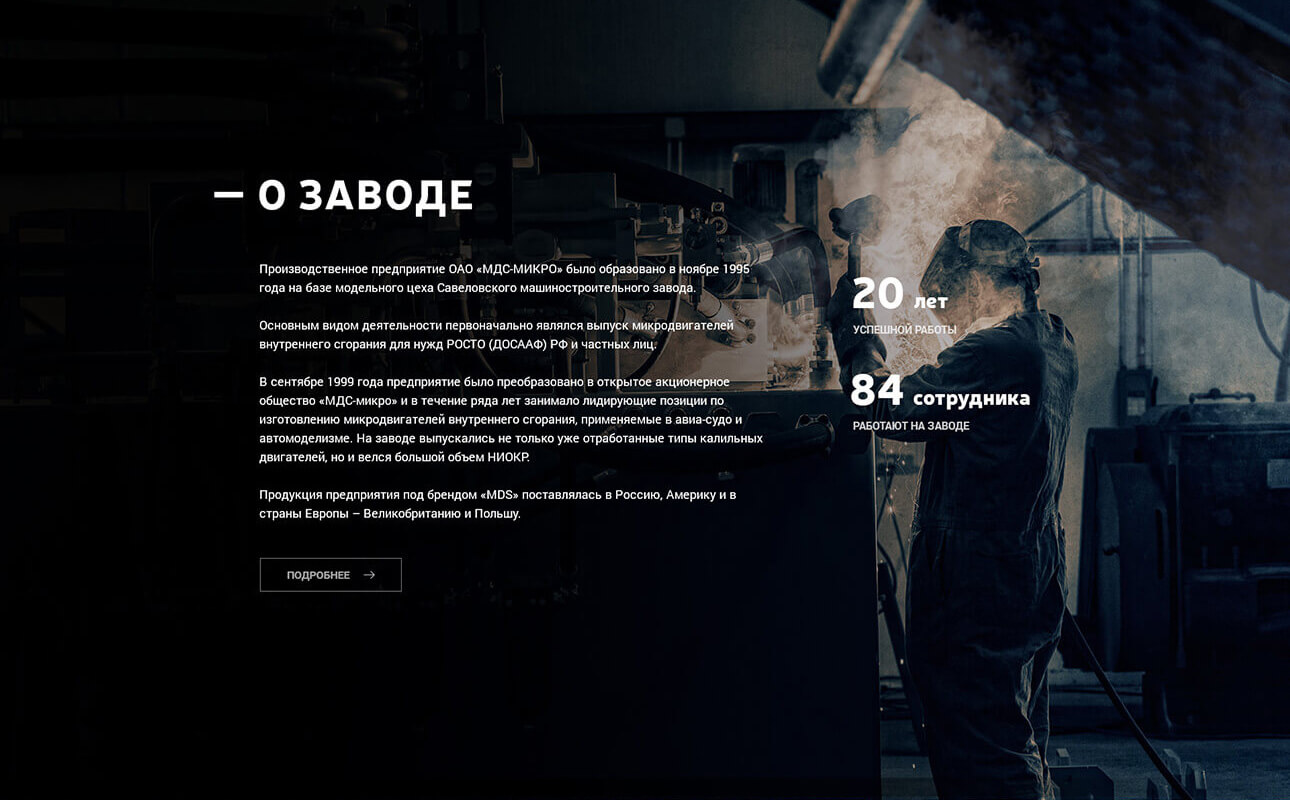 — О ЗАВОДЕ
Производственное предприятие ОАО «МДС-МИКРО» было образовано в ноябре 1995
года на базе модельного цеха Савеловского машиностроительного завода.
Основным видом деятельности первоначально являлся выпуск микродвигателей
внутреннего сгорания для нужд РОСТО (ДОСААФ) РФ и частных лиц.
В сентябре 1999 года предприятие было преобразовано в открытое акционерное
общество «МДС-микро» и в течение ряда лет занимало лидирующие позиции по
изготовлению микродвигателей внутреннего сгорания, применяемые в авиа-судо и
автомоделизме. На заводе выпускались не только уже отработанные типы калильных
двигателей, но и велся большой объем НИОКР.
Продукция предприятия под брендом «MDS» поставлялась в Россию, Америку и в
страны Европы – Великобританию и Польшу.
ПОДРОБНЕЕ →
20 лет
УСПЕШНОЙ РАБОТЫ
84 сотрудника
РАБОТАЮТ НА ЗАВОДЕ